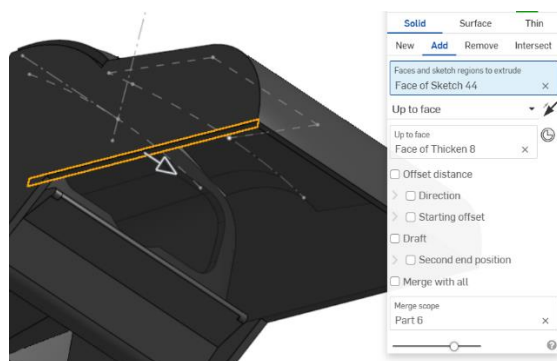 Solid Surface Thin
New Add Remove Intersect
Faces and sketch regions to extrude
Face of Sketch 44
Up to face
Up to face
Face of Thicken 8
Offset distance
Direction
Starting offset
Draft
Second end position
Merge with all
Merge scope
Part 6